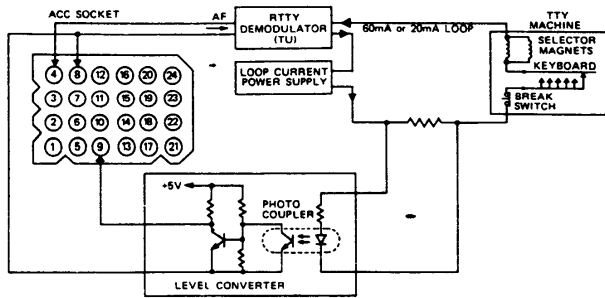 ACC SOCKET
AF
RTTY
DEMODULATOR
(TU)
60mA or 20mA LOOP
TTY
MACHINE
SELECTOR
MAGNETS
KEYBOARD
BREAK
SWITCH
LOOP CURRENT
POWER SUPPLY
4 8 12 16 20 24
3 7 11 15 19 23
2 6 10 14 18 22
1 5 9 13 17 21
+5V
PHOTO
COUPLER
LEVEL CONVERTER